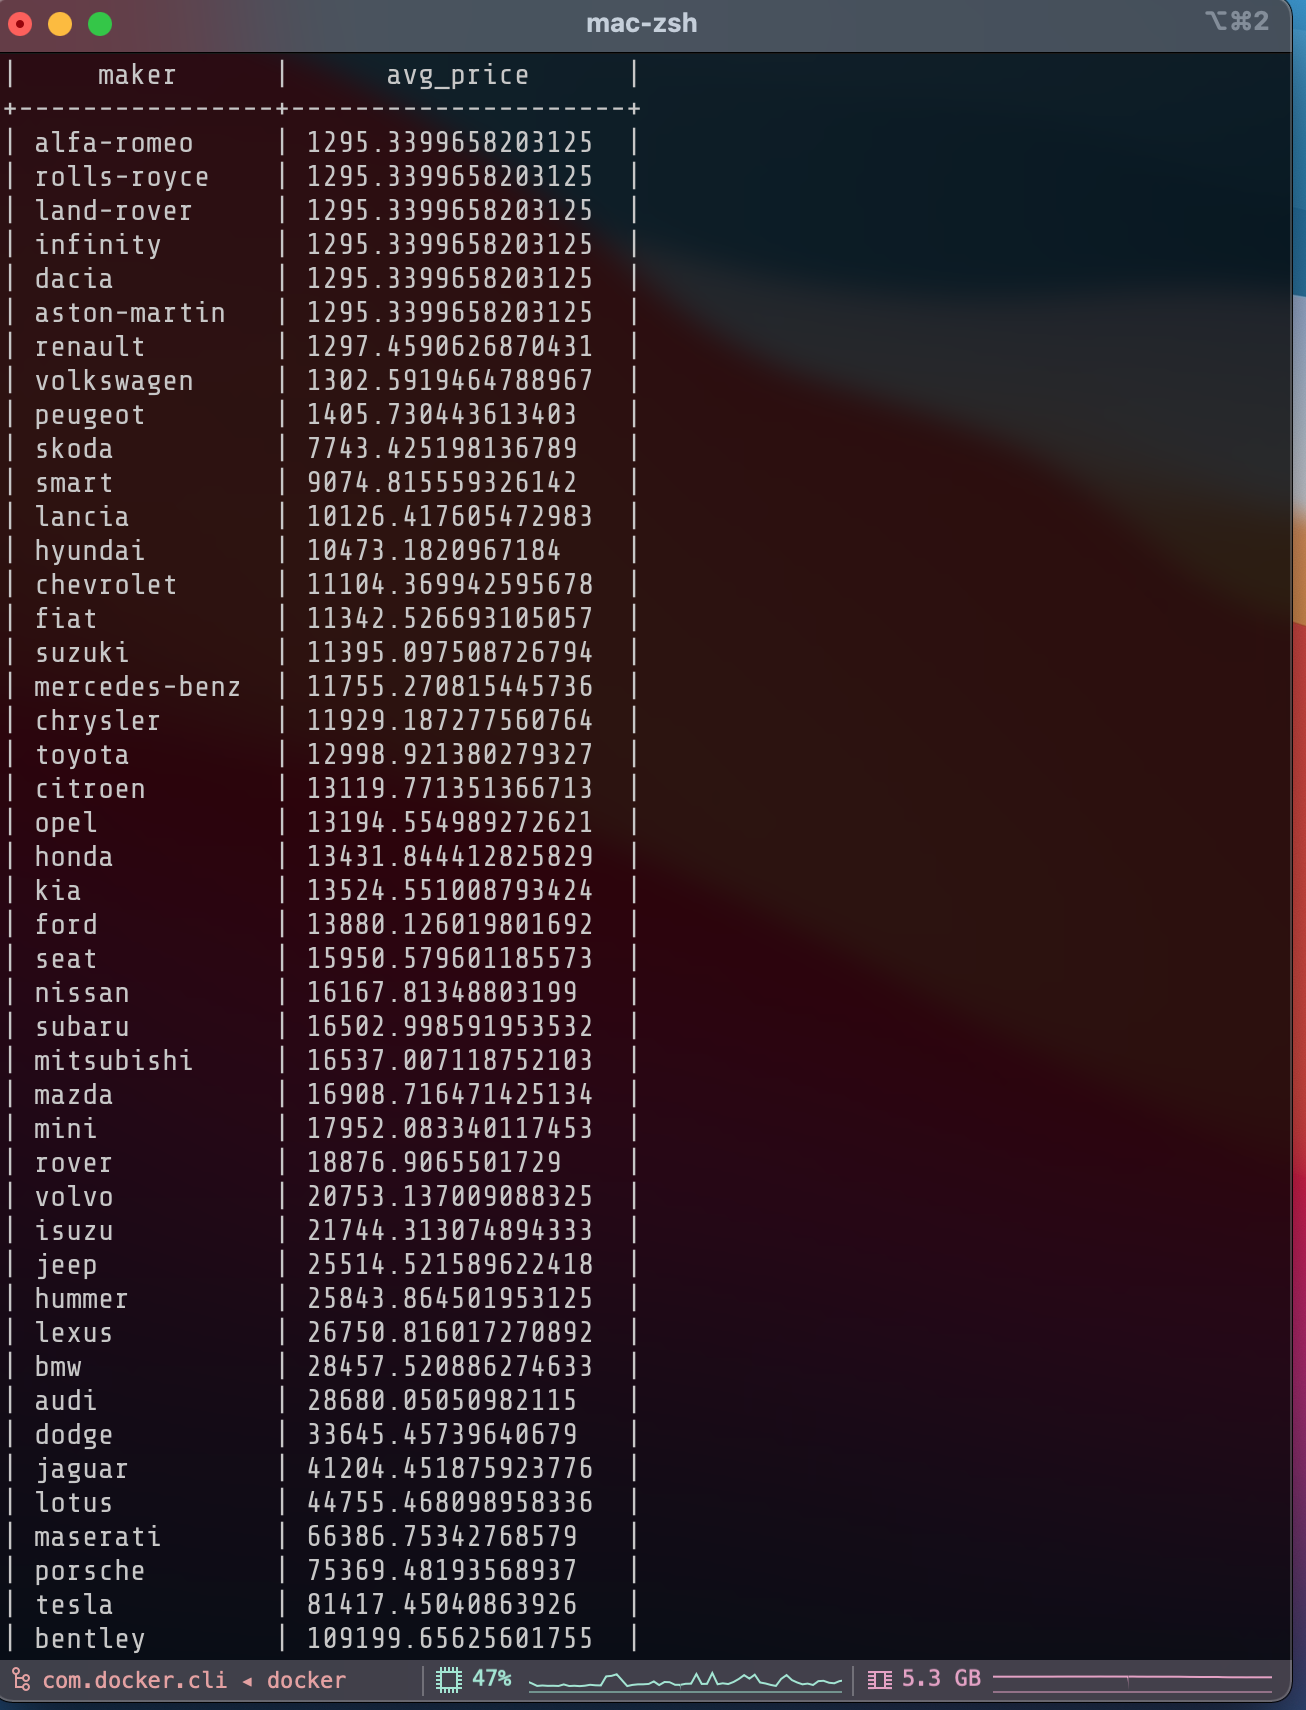 mac-zsh ⌥⌘2
| maker | avg_price |
+----------------+---------------------+
| alfa-romeo | 1295.3399658203125 |
| rolls-royce | 1295.3399658203125 |
| land-rover | 1295.3399658203125 |
| infinity | 1295.3399658203125 |
| dacia | 1295.3399658203125 |
| aston-martin | 1295.3399658203125 |
| renault | 1297.4590626870431 |
| volkswagen | 1302.5919464788967 |
| peugeot | 1405.730443613403 |
| skoda | 7743.425198136789 |
| smart | 9074.815559326142 |
| lancia | 10126.417605472983 |
| hyundai | 10473.1820967184 |
| chevrolet | 11104.369942595678 |
| fiat | 11342.526693105057 |
| suzuki | 11395.097508726794 |
| mercedes-benz | 11755.270815445736 |
| chrysler | 11929.187277560764 |
| toyota | 12998.921380279327 |
| citroen | 13119.771351366713 |
| opel | 13194.554989272621 |
| honda | 13431.844412825829 |
| kia | 13524.551008793424 |
| ford | 13880.126019801692 |
| seat | 15950.579601185573 |
| nissan | 16167.81348803199 |
| subaru | 16502.998591953532 |
| mitsubishi | 16537.007118752103 |
| mazda | 16908.716471425134 |
| mini | 17952.083340117453 |
| rover | 18876.9065501729 |
| volvo | 20753.137009088325 |
| isuzu | 21744.313074894333 |
| jeep | 25514.521589622418 |
| hummer | 25843.864501953125 |
| lexus | 26750.816017270892 |
| bmw | 28457.520886274633 |
| audi | 28680.05050982115 |
| dodge | 33645.45739640679 |
| jaguar | 41204.451875923776 |
| lotus | 44755.468098958336 |
| maserati | 66386.75342768579 |
| porsche | 75369.48193568937 |
| tesla | 81417.45040863926 |
| bentley | 109199.65625601755 |
com.docker.cli ◂ docker 47% 5.3 GB